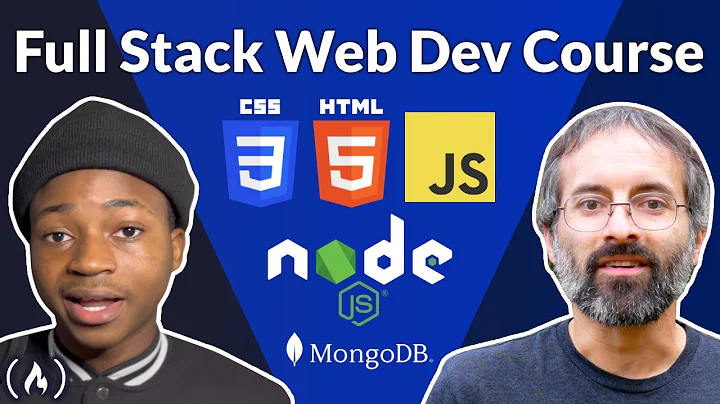 Full Stack Web Dev Course
CSS HTML
3 5 JS
node
JS®
MongoDB®